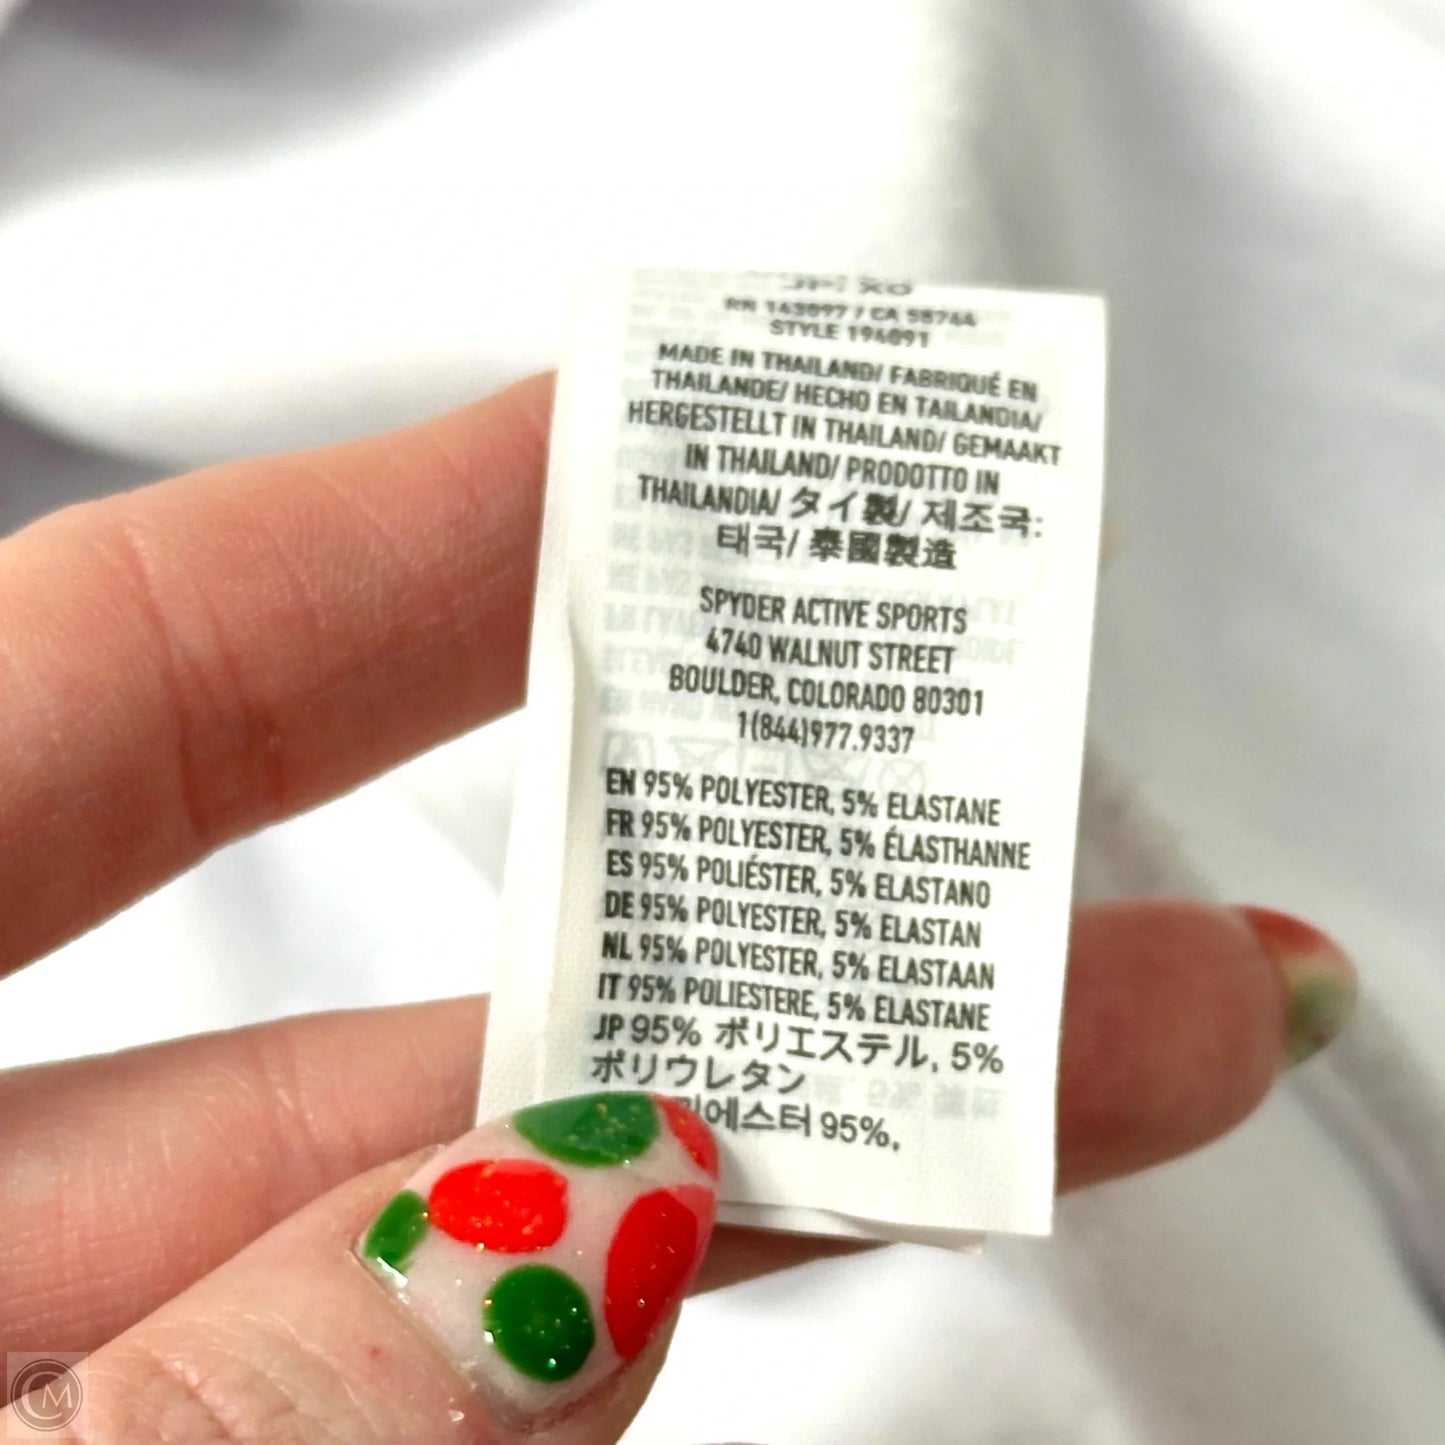 RN 143097 / CA 58766
STYLE 194091
MADE IN THAILAND/ FABRIQUÉ EN
THAILANDE/ HECHO EN TAILANDIA/
HERGESTELLT IN THAILAND/ GEMAAKT
IN THAILAND/ PRODOTTO IN
THAILANDIA/ タイ製/ 제조국:
태국/ 泰國製造
SPYDER ACTIVE SPORTS
4740 WALNUT STREET
BOULDER, COLORADO 80301
1(844)977.9337
EN 95% POLYESTER, 5% ELASTANE
FR 95% POLYESTER, 5% ÉLASTHANNE
ES 95% POLIÉSTER, 5% ELASTANO
DE 95% POLYESTER, 5% ELASTAN
NL 95% POLYESTER, 5% ELASTAAN
IT 95% POLIESTERE, 5% ELASTANE
JP 95% ポリエステル, 5%
ポリウレタン
95%,
CM